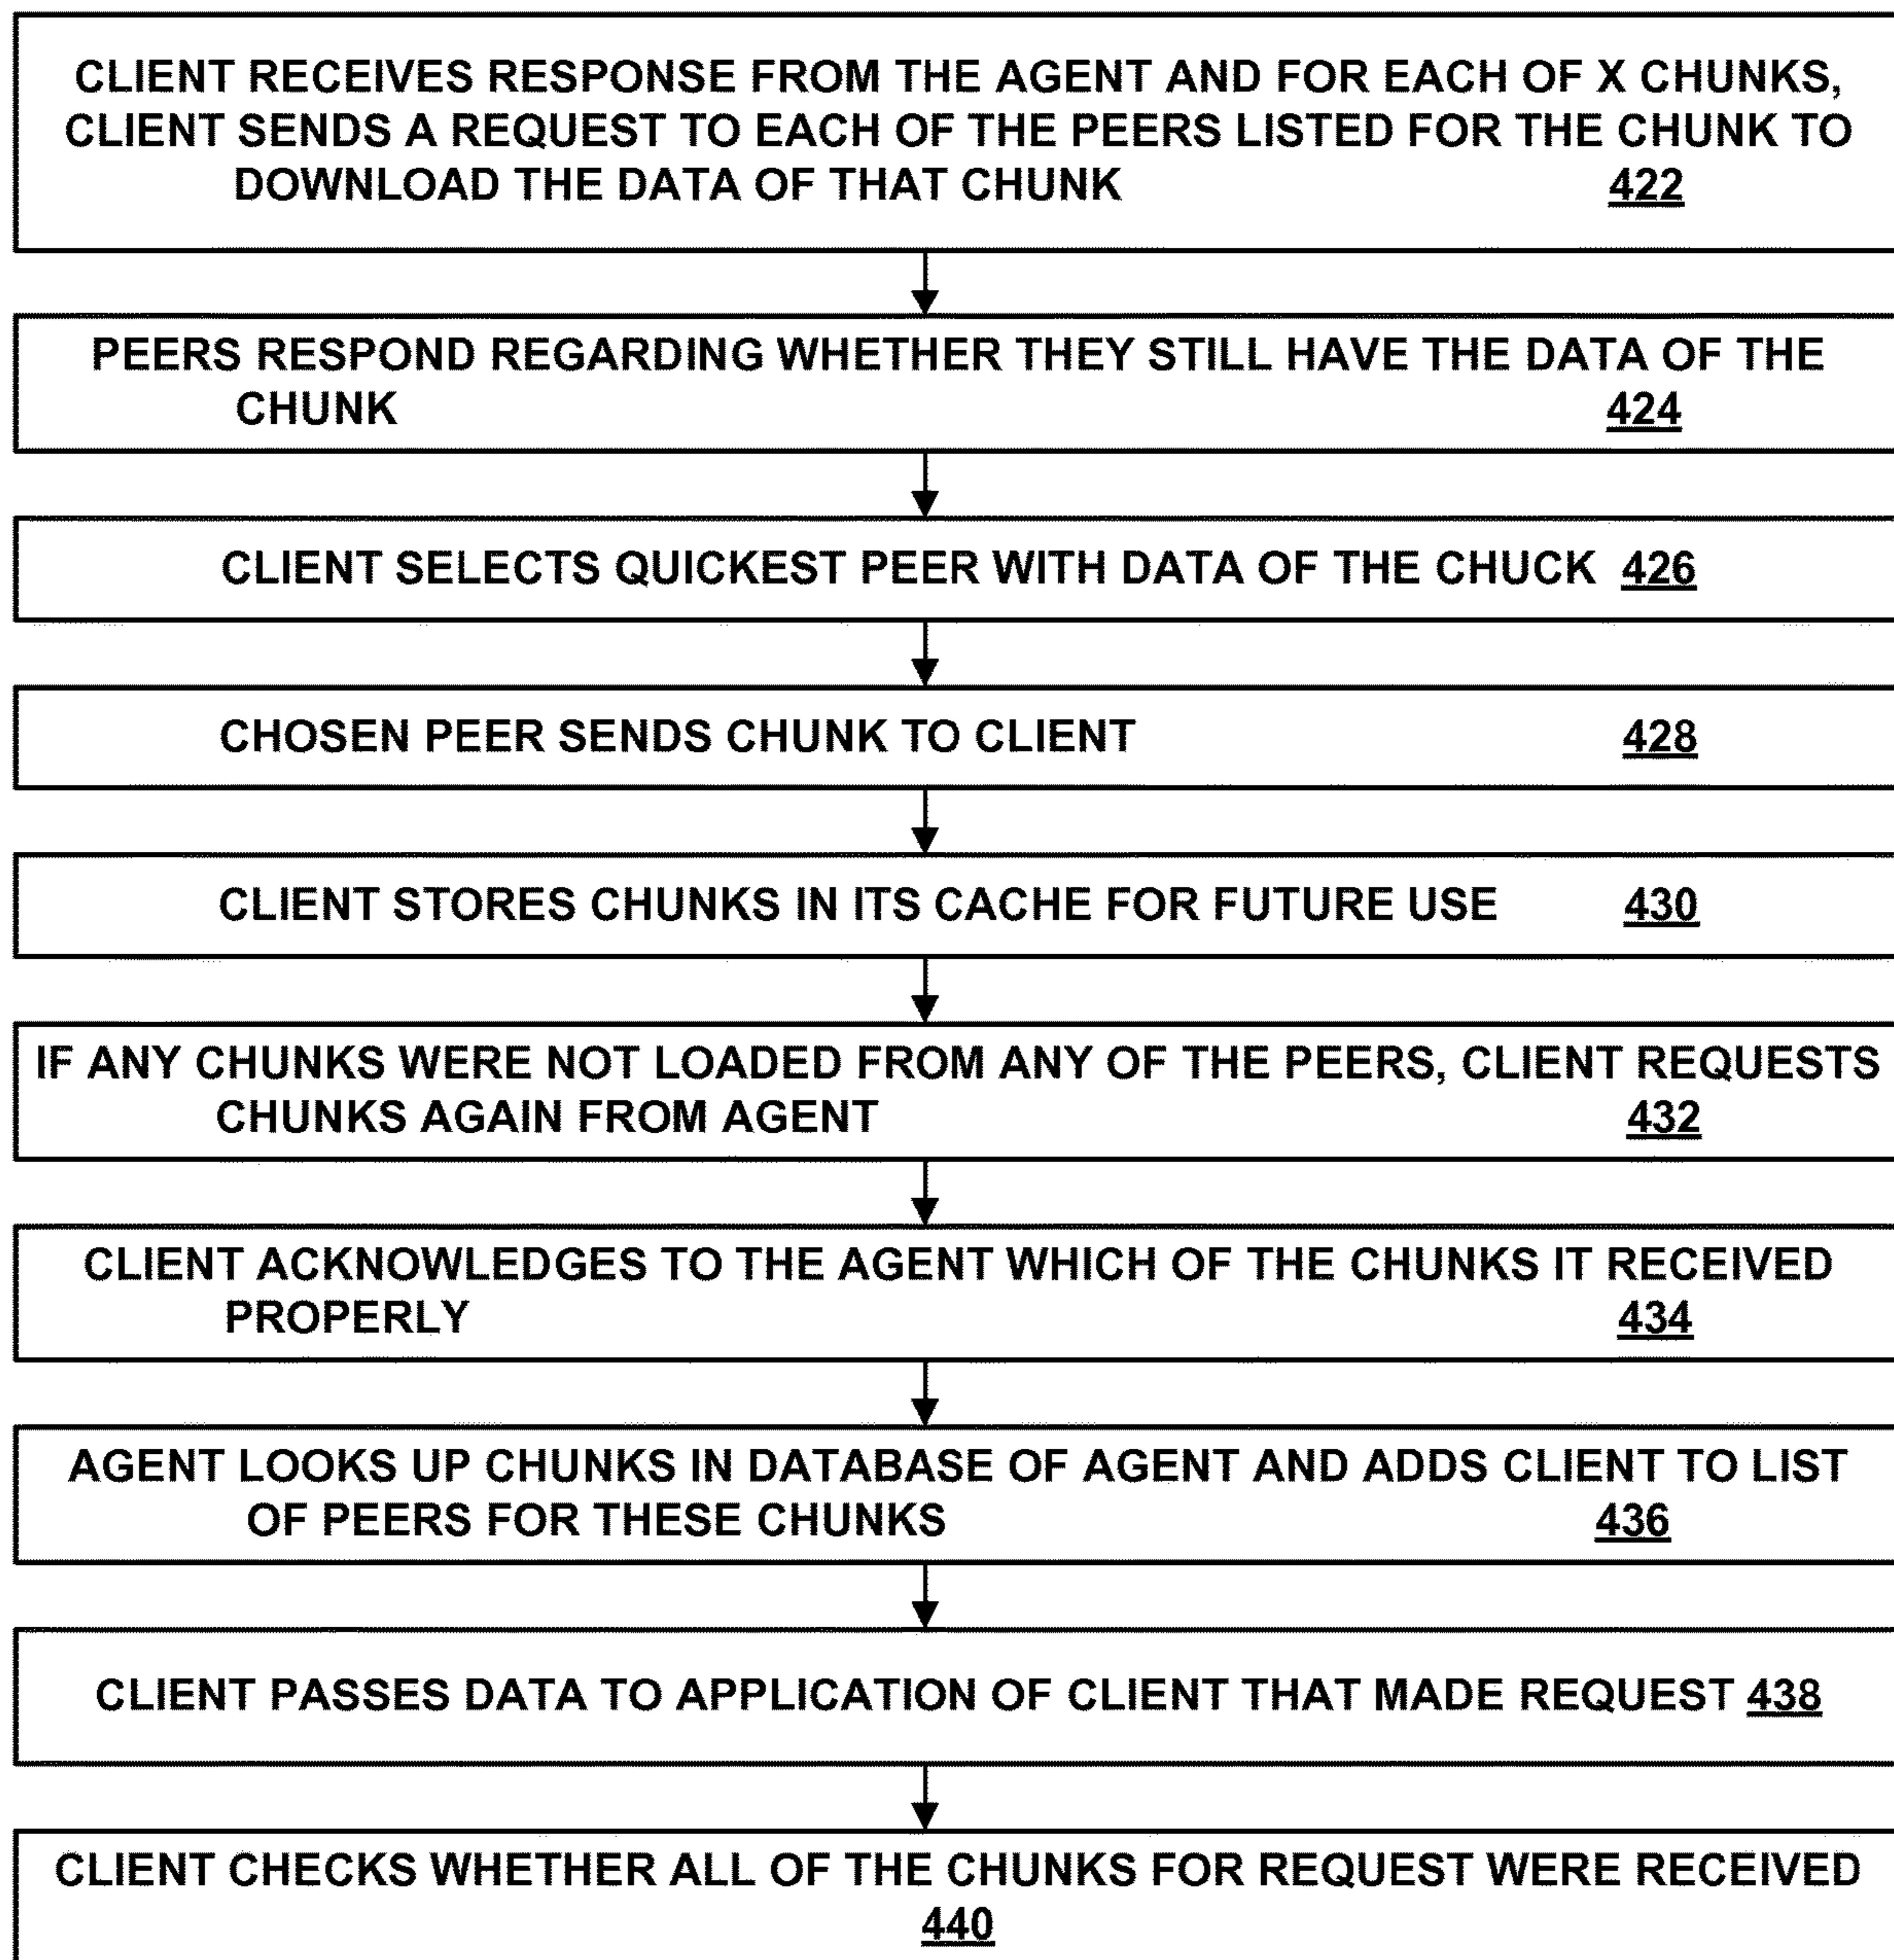 CLIENT RECEIVES RESPONSE FROM THE AGENT AND FOR EACH OF X CHUNKS,
CLIENT SENDS A REQUEST TO EACH OF THE PEERS LISTED FOR THE CHUNK TO
DOWNLOAD THE DATA OF THAT CHUNK 422
PEERS RESPOND REGARDING WHETHER THEY STILL HAVE THE DATA OF THE
CHUNK 424
CLIENT SELECTS QUICKEST PEER WITH DATA OF THE CHUCK 426
CHOSEN PEER SENDS CHUNK TO CLIENT 428
CLIENT STORES CHUNKS IN ITS CACHE FOR FUTURE USE 430
IF ANY CHUNKS WERE NOT LOADED FROM ANY OF THE PEERS, CLIENT REQUESTS
CHUNKS AGAIN FROM AGENT 432
CLIENT ACKNOWLEDGES TO THE AGENT WHICH OF THE CHUNKS IT RECEIVED
PROPERLY 434
AGENT LOOKS UP CHUNKS IN DATABASE OF AGENT AND ADDS CLIENT TO LIST
OF PEERS FOR THESE CHUNKS 436
CLIENT PASSES DATA TO APPLICATION OF CLIENT THAT MADE REQUEST 438
CLIENT CHECKS WHETHER ALL OF THE CHUNKS FOR REQUEST WERE RECEIVED
440